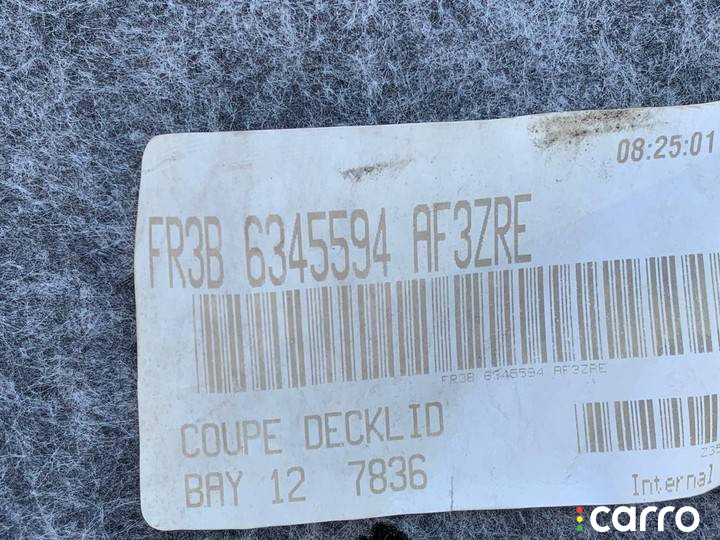 08:25:01
FR3B 6345594 AF3ZRE
FR3B 6345594 AF3ZRE
COUPE DECKLID
BAY 12 7836
Internal
carro